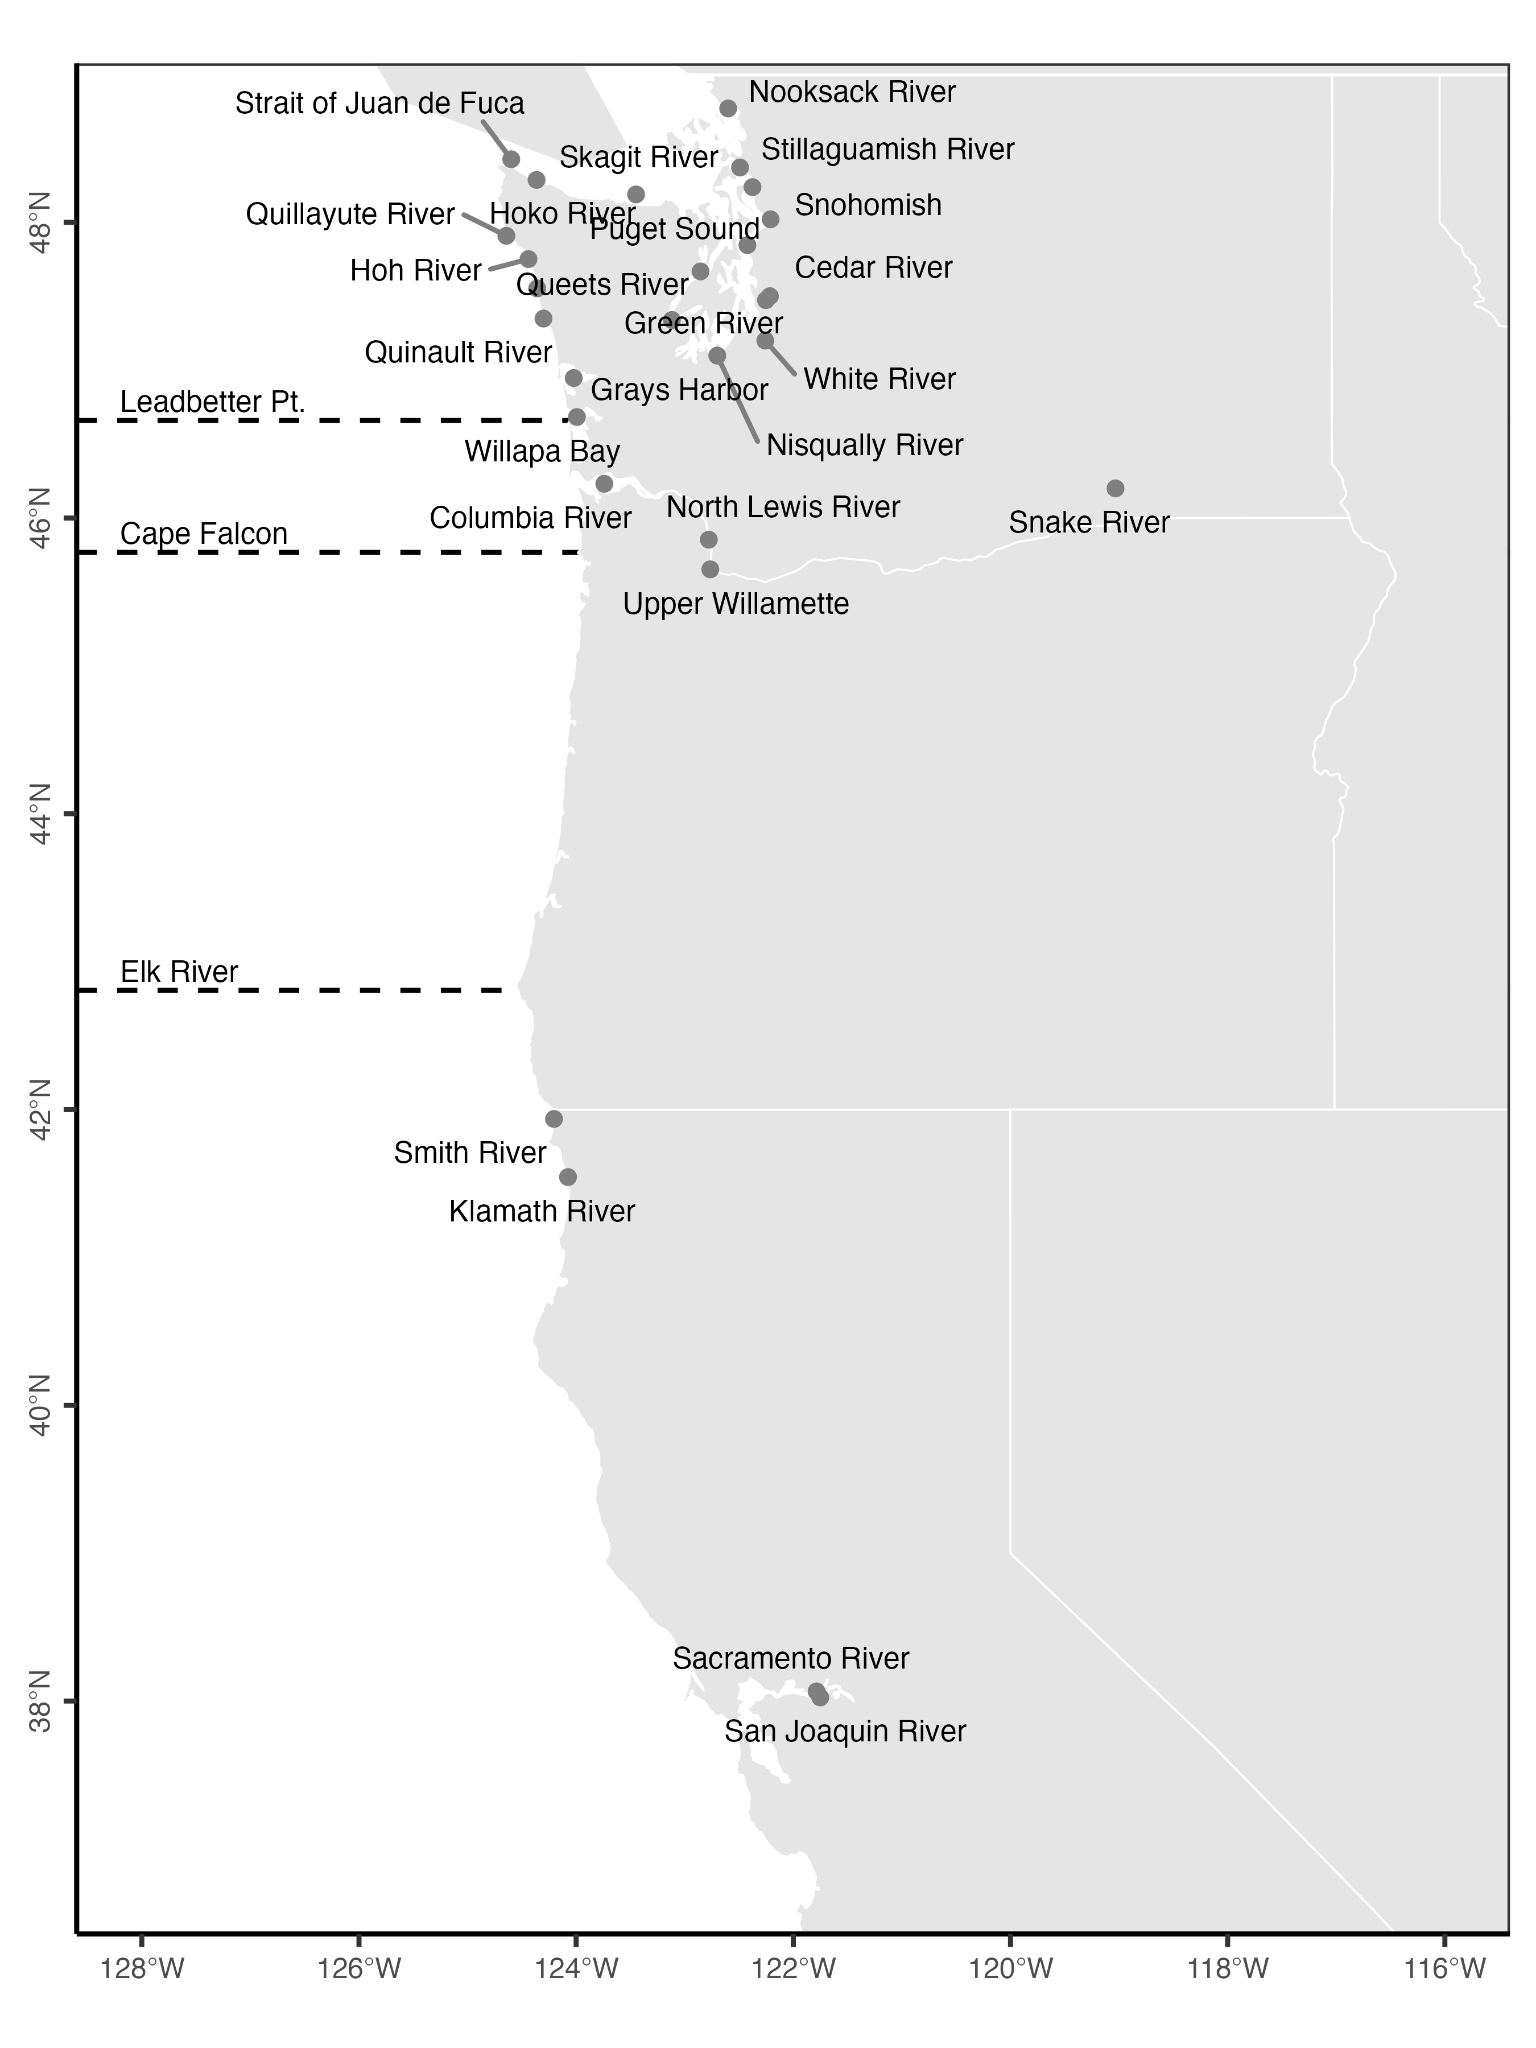 Nooksack River
Strait of Juan de Fuca
Stillaguamish River
Skagit River
Snohomish
Quillayute River
Hoko River
Puget Sound
Cedar River
Hoh River
Queets River
Green River
Quinault River
White River
Grays Harbor
Leadbetter Pt.
Nisqually River
Willapa Bay
North Lewis River
Columbia River
Snake River
Cape Falcon
Upper Willamette
Elk River
Smith River
Klamath River
Sacramento River
San Joaquin River
48°N
46°N
44°N
42°N
40°N
38°N
128°W
126°W
124°W
122°W
120°W
118°W
116°W